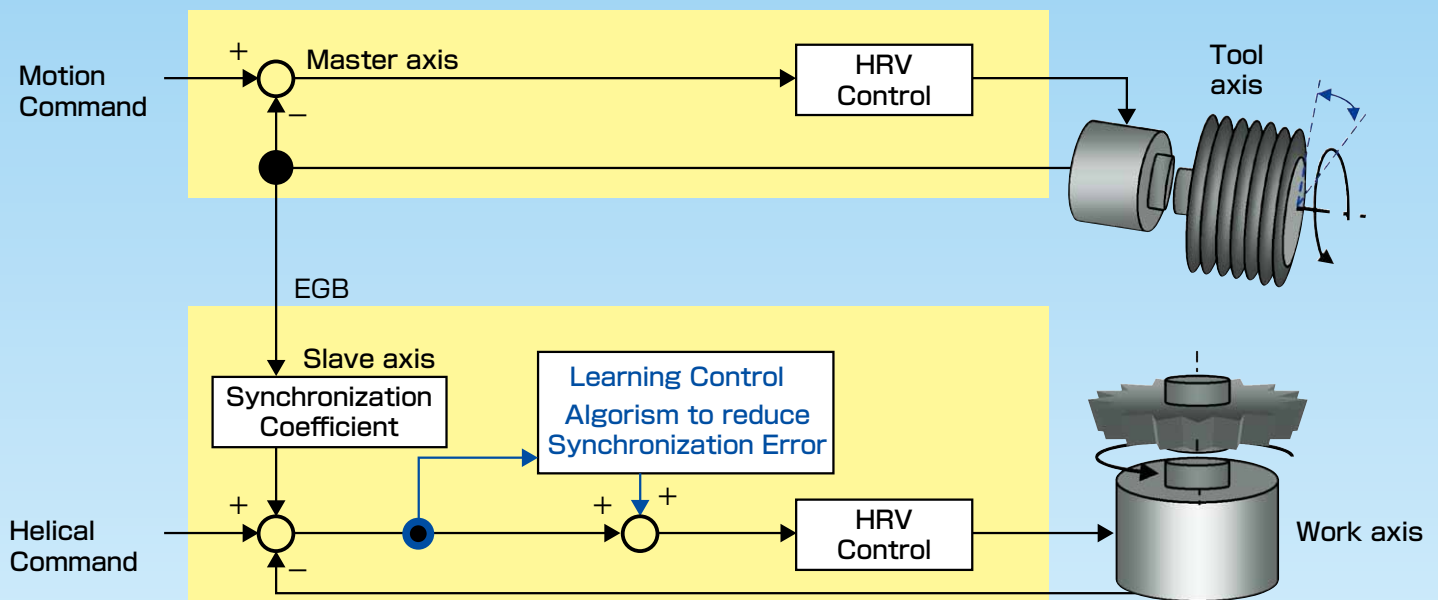 Motion
Command
+
−
Master axis
HRV
Control
Tool
axis
EGB
Slave axis
Synchronization
Coefficient
Learning Control
Algorism to reduce
Synchronization Error
Helical
Command
+
−
+
+
HRV
Control
Work axis